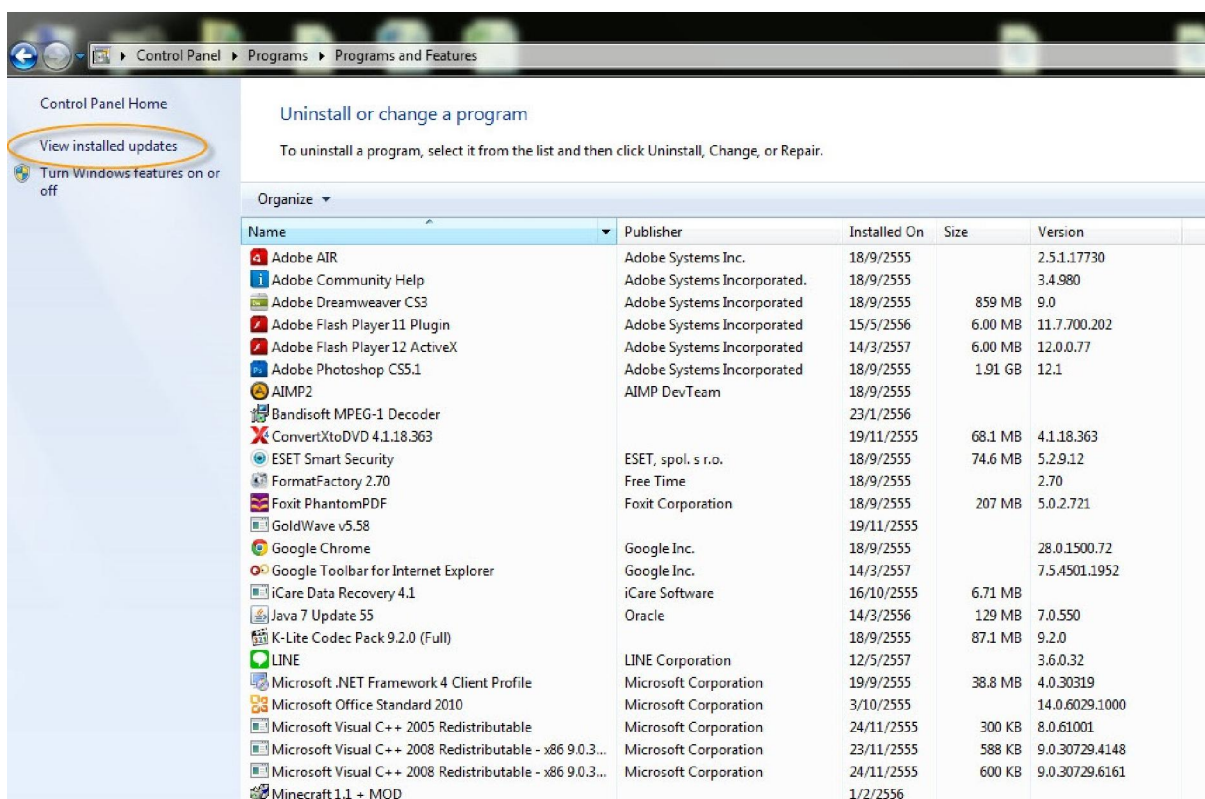 Control Panel ▸ Programs ▸ Programs and Features
Control Panel Home
View installed updates
Turn Windows features on or
off
Uninstall or change a program
To uninstall a program, select it from the list and then click Uninstall, Change, or Repair.
Organize
Name Publisher Installed On Size Version
Adobe AIR Adobe Systems Inc. 18/9/2555 2.5.1.17730
Adobe Community Help Adobe Systems Incorporated. 18/9/2555 3.4.980
Adobe Dreamweaver CS3 Adobe Systems Incorporated 18/9/2555 859 MB 9.0
Adobe Flash Player 11 Plugin Adobe Systems Incorporated 15/5/2556 6.00 MB 11.7.700.202
Adobe Flash Player 12 ActiveX Adobe Systems Incorporated 14/3/2557 6.00 MB 12.0.0.77
Adobe Photoshop CS5.1 Adobe Systems Incorporated 18/9/2555 1.91 GB 12.1
AIMP2 AIMP DevTeam 18/9/2555
Bandisoft MPEG-1 Decoder 23/1/2556
ConvertXtoDVD 4.1.18.363 19/11/2555 68.1 MB 4.1.18.363
ESET Smart Security ESET, spol. s r.o. 18/9/2555 74.6 MB 5.2.9.12
FormatFactory 2.70 Free Time 18/9/2555 2.70
Foxit PhantomPDF Foxit Corporation 18/9/2555 207 MB 5.0.2.721
GoldWave v5.58 19/11/2555
Google Chrome Google Inc. 18/9/2555 28.0.1500.72
Google Toolbar for Internet Explorer Google Inc. 14/3/2557 7.5.4501.1952
iCare Data Recovery 4.1 iCare Software 16/10/2555 6.71 MB
Java 7 Update 55 Oracle 14/3/2556 129 MB 7.0.550
K-Lite Codec Pack 9.2.0 (Full) 18/9/2555 87.1 MB 9.2.0
LINE LINE Corporation 12/5/2557 3.6.0.32
Microsoft .NET Framework 4 Client Profile Microsoft Corporation 19/9/2555 38.8 MB 4.0.30319
Microsoft Office Standard 2010 Microsoft Corporation 3/10/2555 14.0.6029.1000
Microsoft Visual C++ 2005 Redistributable Microsoft Corporation 24/11/2555 300 KB 8.0.61001
Microsoft Visual C++ 2008 Redistributable - x86 9.0.3... Microsoft Corporation 23/11/2555 588 KB 9.0.30729.4148
Microsoft Visual C++ 2008 Redistributable - x86 9.0.3... Microsoft Corporation 24/11/2555 600 KB 9.0.30729.6161
Minecraft 1.1 + MOD 1/2/2556